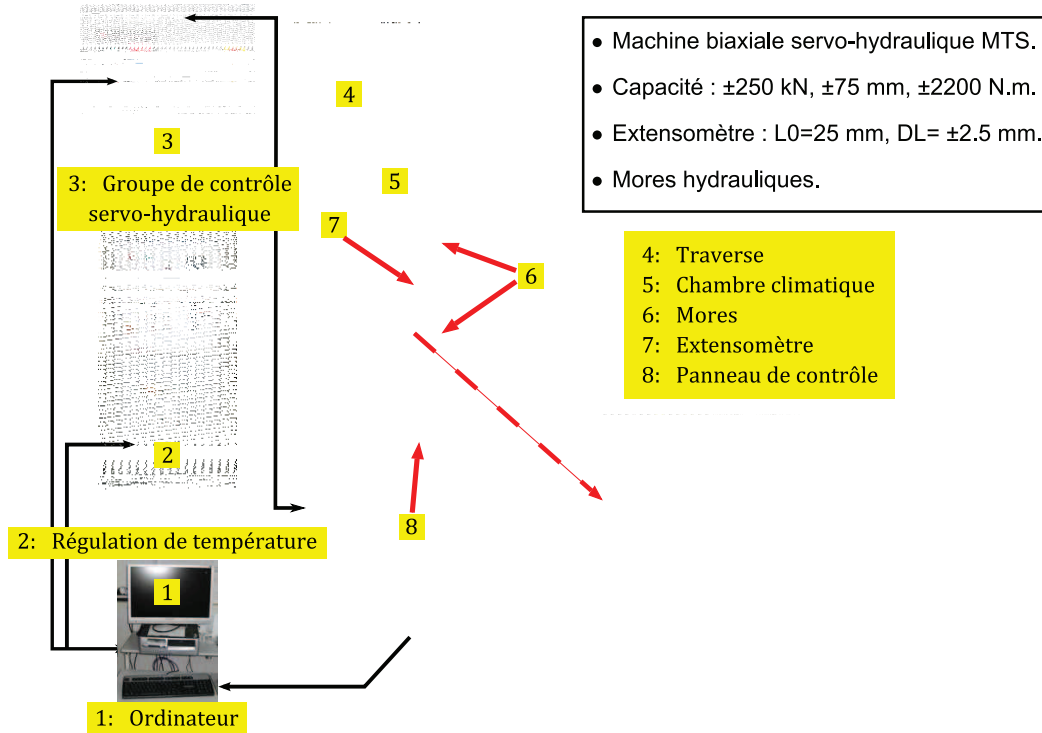 • Machine biaxiale servo-hydraulique MTS.
• Capacité : ±250 kN, ±75 mm, ±2200 N.m.
• Extensomètre : L0=25 mm, DL= ±2.5 mm.
• Mores hydrauliques.
4
3
5
3: Groupe de contrôle
servo-hydraulique
7
6
4: Traverse
5: Chambre climatique
6: Mores
7: Extensomètre
8: Panneau de contrôle
2
8
2: Régulation de température
1
1: Ordinateur